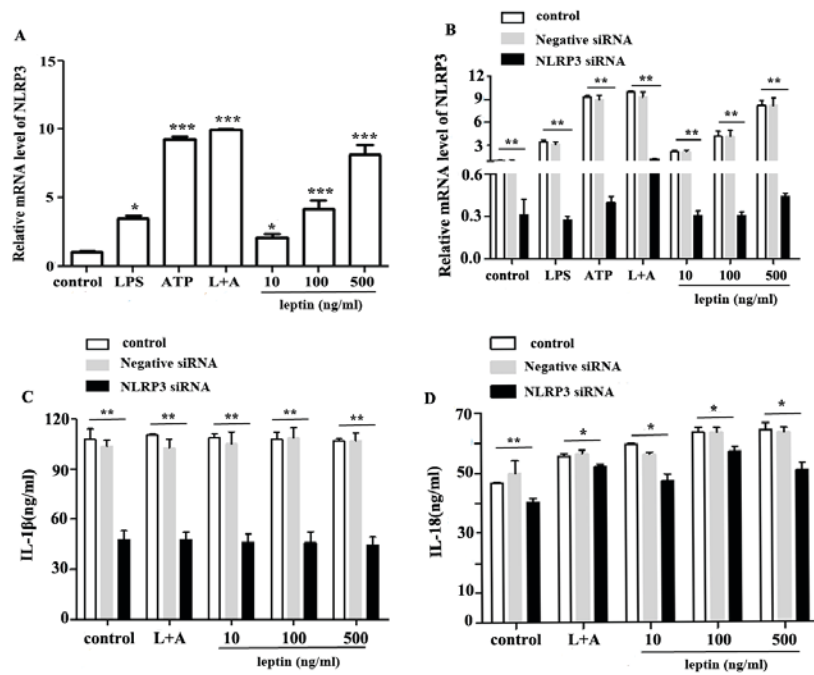 A
Relative mRNA level of NLRP3
15
10
5
0
*
***
***
*
***
***
control LPS ATP L+A 10 100 500
leptin (ng/ml)
B
control
Negative siRNA
NLRP3 siRNA
Relative mRNA level of NLRP3
12
9
6
3
0.6
0.3
0.0
** ** ** ** ** ** **
control LPS ATP L+A 10 100 500
leptin (ng/ml)
C
control
Negative siRNA
NLRP3 siRNA
IL-1β(ng/ml)
120
90
60
30
0
** ** ** ** **
control L+A 10 100 500
leptin (ng/ml)
D
control
Negative siRNA
NLRP3 siRNA
IL-18(ng/ml)
70
60
50
40
30
20
10
0
** * * * *
control L+A 10 100 500
leptin (ng/ml)